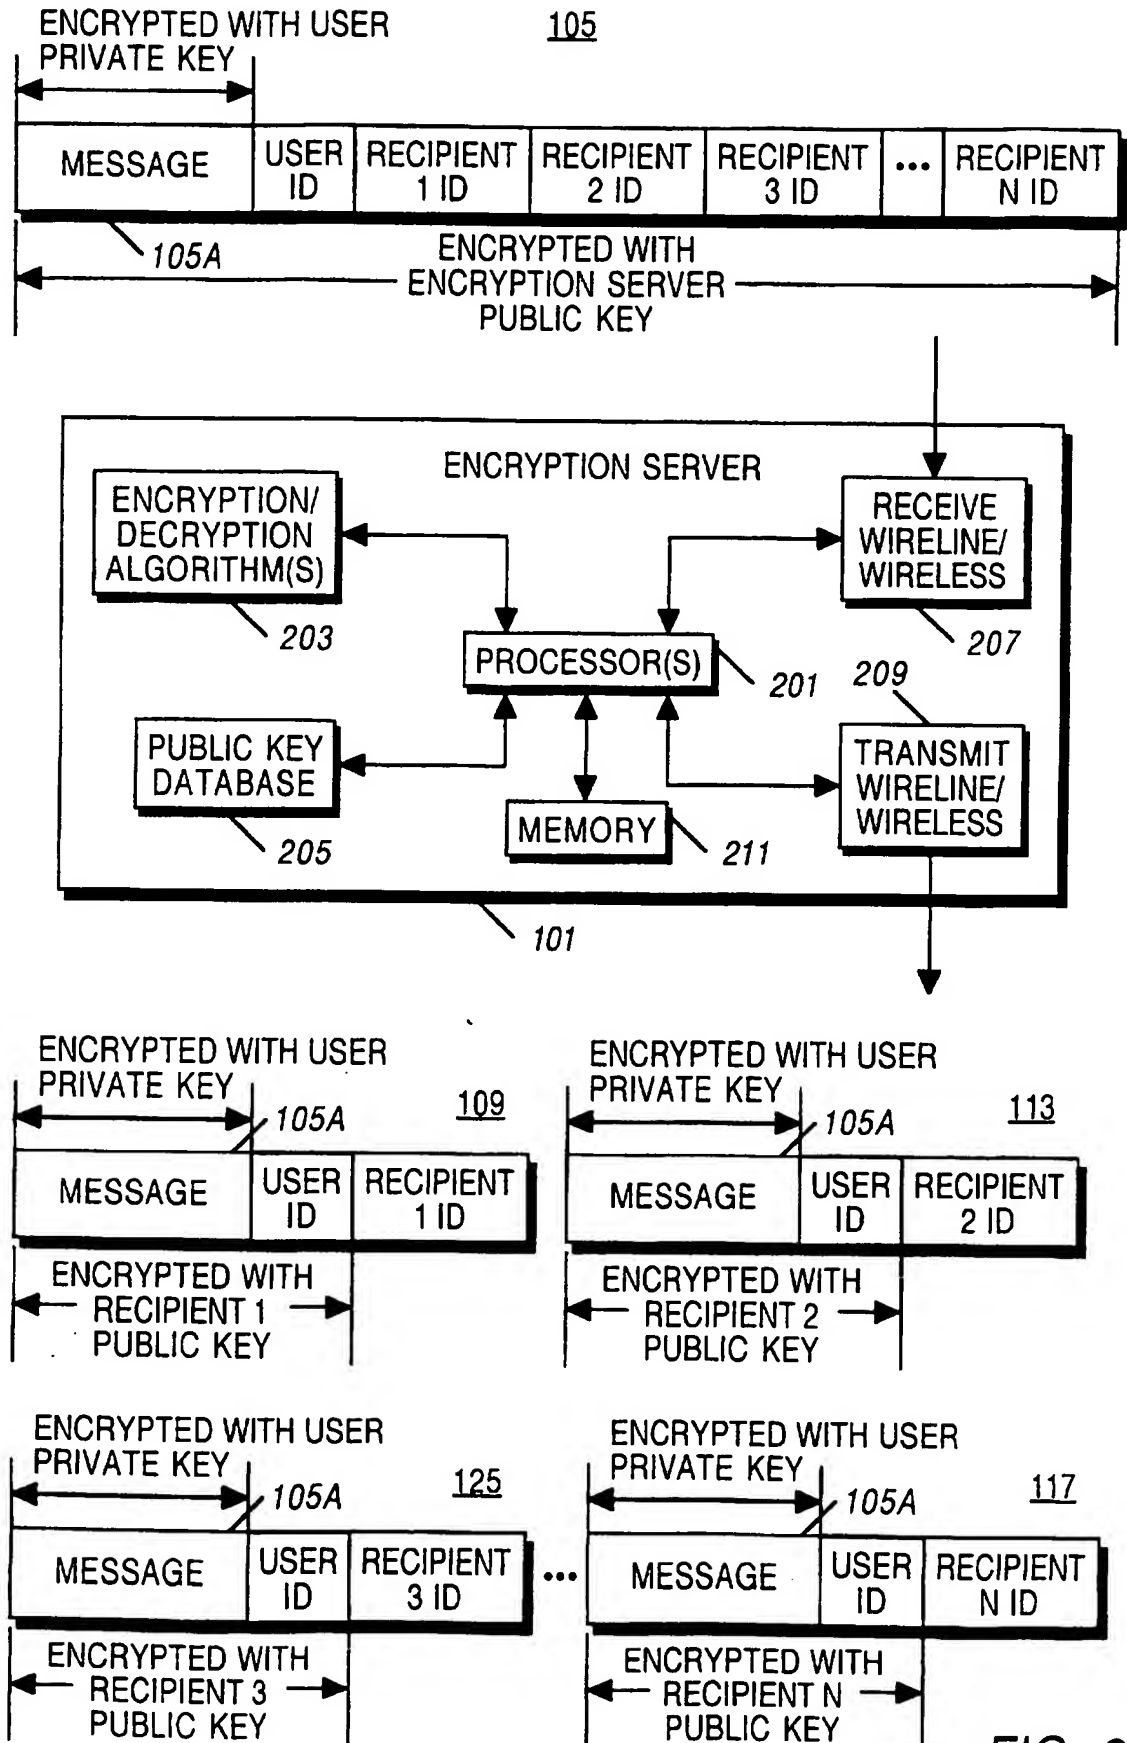 ENCRYPTED WITH USER
PRIVATE KEY
105
MESSAGE
USER
ID
RECIPIENT
1 ID
RECIPIENT
2 ID
RECIPIENT
3 ID
...
RECIPIENT
N ID
105A
ENCRYPTED WITH
ENCRYPTION SERVER
PUBLIC KEY
ENCRYPTION SERVER
ENCRYPTION/
DECRYPTION
ALGORITHM(S)
203
RECEIVE
WIRELINE/
WIRELESS
207
PROCESSOR(S)
201
209
PUBLIC KEY
DATABASE
205
MEMORY
211
TRANSMIT
WIRELINE/
WIRELESS
101
ENCRYPTED WITH USER
PRIVATE KEY
109
105A
MESSAGE
USER
ID
RECIPIENT
1 ID
ENCRYPTED WITH
RECIPIENT 1
PUBLIC KEY
ENCRYPTED WITH USER
PRIVATE KEY
113
105A
MESSAGE
USER
ID
RECIPIENT
2 ID
ENCRYPTED WITH
RECIPIENT 2
PUBLIC KEY
ENCRYPTED WITH USER
PRIVATE KEY
125
105A
MESSAGE
USER
ID
RECIPIENT
3 ID
ENCRYPTED WITH
RECIPIENT 3
PUBLIC KEY
...
ENCRYPTED WITH USER
PRIVATE KEY
117
105A
MESSAGE
USER
ID
RECIPIENT
N ID
ENCRYPTED WITH
RECIPIENT N
PUBLIC KEY